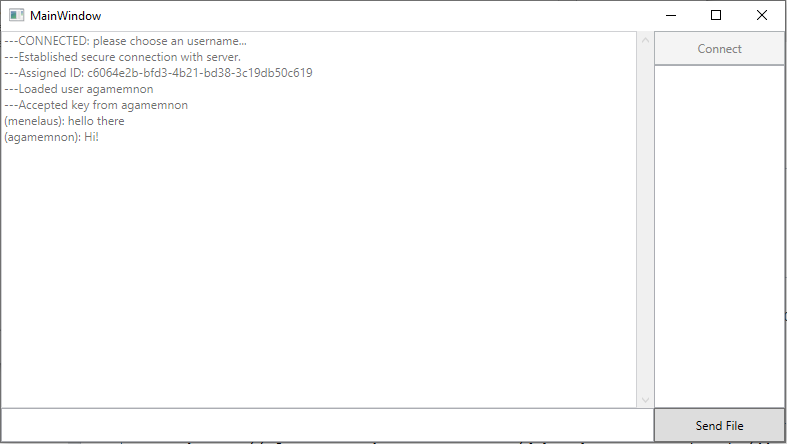 MainWindow
---CONNECTED: please choose an username...
---Established secure connection with server.
---Assigned ID: c6064e2b-bfd3-4b21-bd38-3c19db50c619
---Loaded user agamemnon
---Accepted key from agamemnon
(menelaus): hello there
(agamemnon): Hi!
Connect
Send File